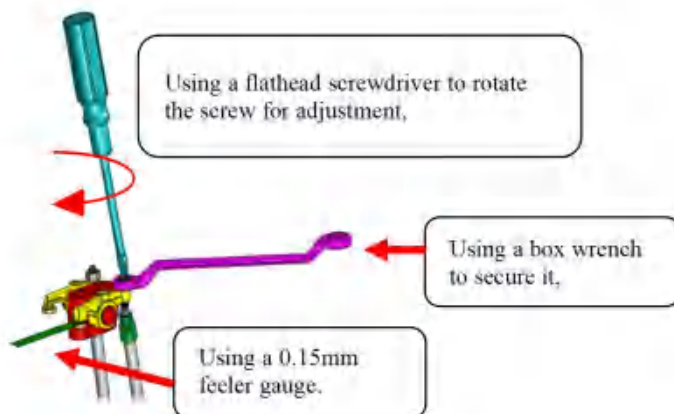 Using a flathead screwdriver to rotate
the screw for adjustment,
Using a box wrench
to secure it,
Using a 0.15mm
feeler gauge.